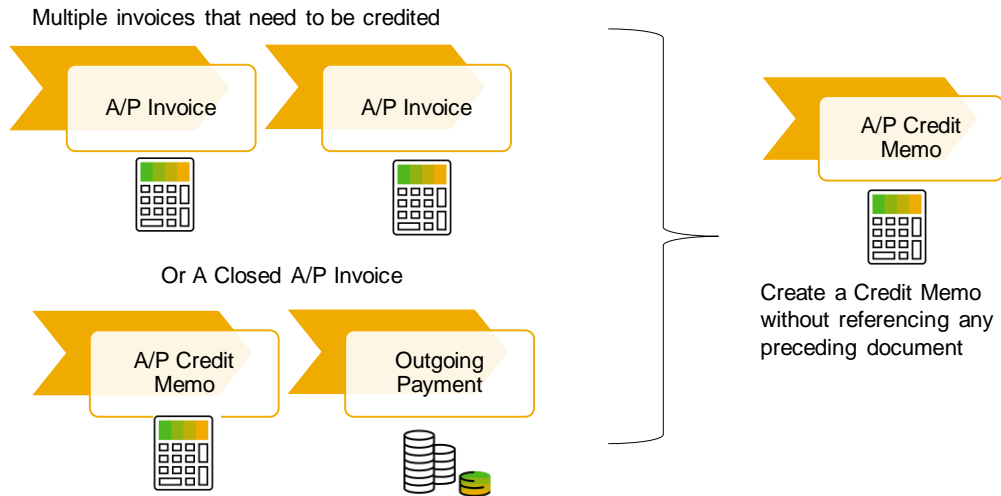 Multiple invoices that need to be credited
A/P Invoice
A/P Invoice
Or A Closed A/P Invoice
A/P Credit
Memo
Outgoing
Payment
A/P Credit
Memo
Create a Credit Memo
without referencing any
preceding document